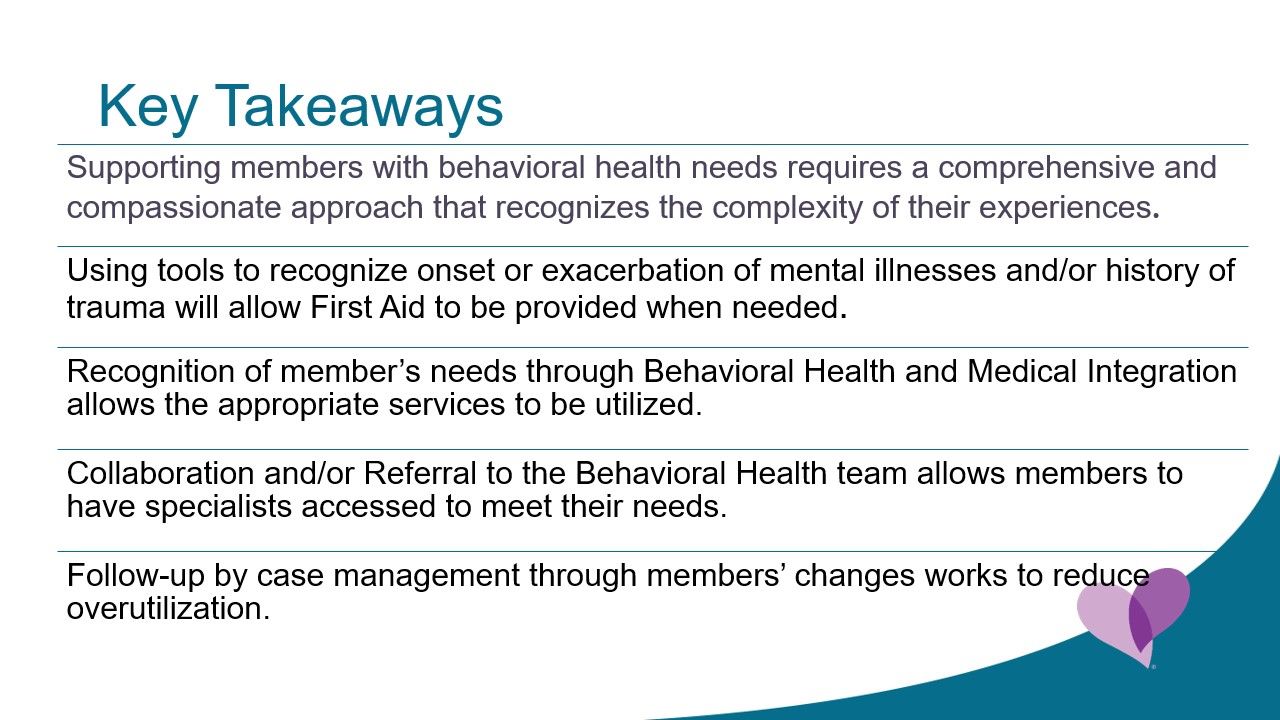 Key Takeaways
Supporting members with behavioral health needs requires a comprehensive and
compassionate approach that recognizes the complexity of their experiences.
Using tools to recognize onset or exacerbation of mental illnesses and/or history of
trauma will allow First Aid to be provided when needed.
Recognition of member’s needs through Behavioral Health and Medical Integration
allows the appropriate services to be utilized.
Collaboration and/or Referral to the Behavioral Health team allows members to
have specialists accessed to meet their needs.
Follow-up by case management through members’ changes works to reduce
overutilization.
®